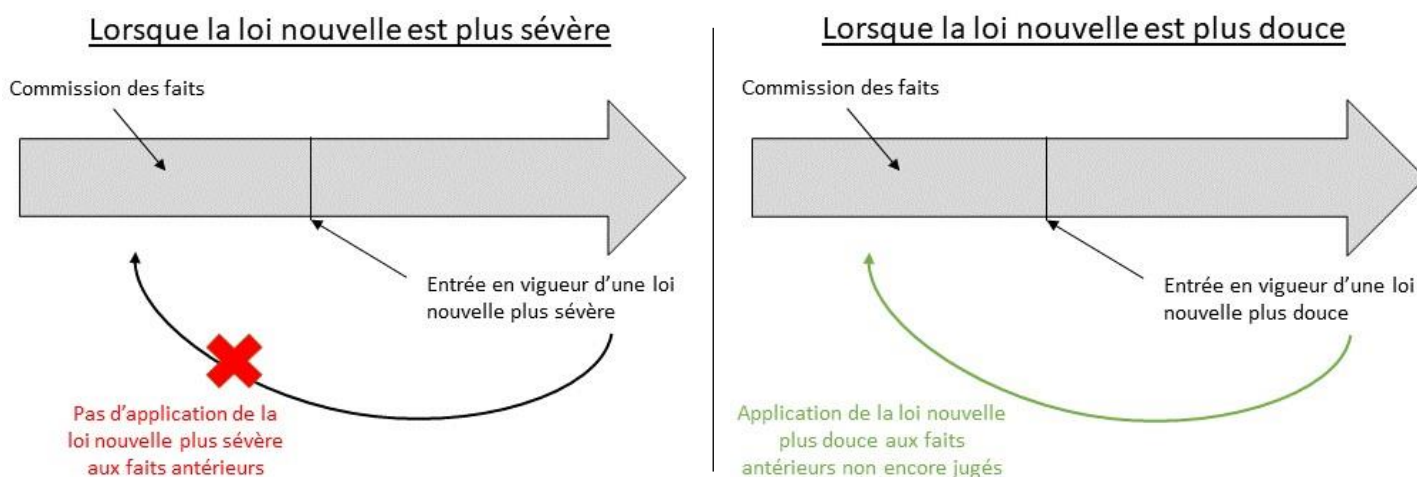 Lorsque la loi nouvelle est plus sévère
Commission des faits
Entrée en vigueur d’une loi
nouvelle plus sévère
Pas d’application de la
loi nouvelle plus sévère
aux faits antérieurs
Lorsque la loi nouvelle est plus douce
Commission des faits
Entrée en vigueur d’une loi
nouvelle plus douce
Application de la loi nouvelle
plus douce aux faits
antérieurs non encore jugés